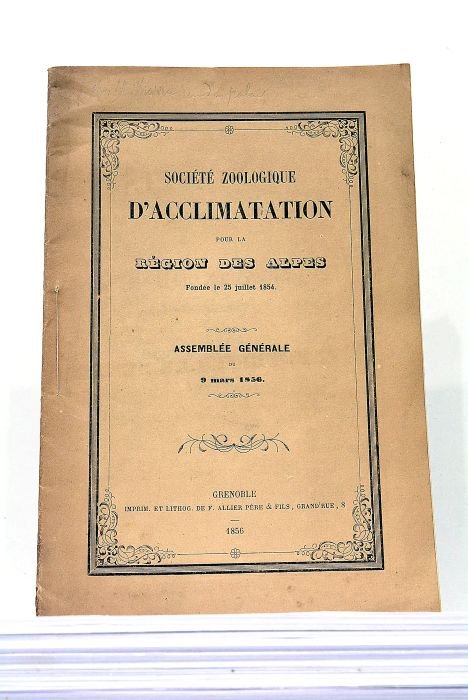 SOCIÉTÉ ZOOLOGIQUE
D'ACCLIMATATION
POUR LA
RÉGION DES ALPES
Fondée le 25 juillet 1854.
ASSEMBLÉE GÉNÉRALE
DU
9 mars 1856.
GRENOBLE
IMPRIM. ET LITHOG. DE F. ALLIER PÈRE & FILS, GRAND'RUE, 8
1856